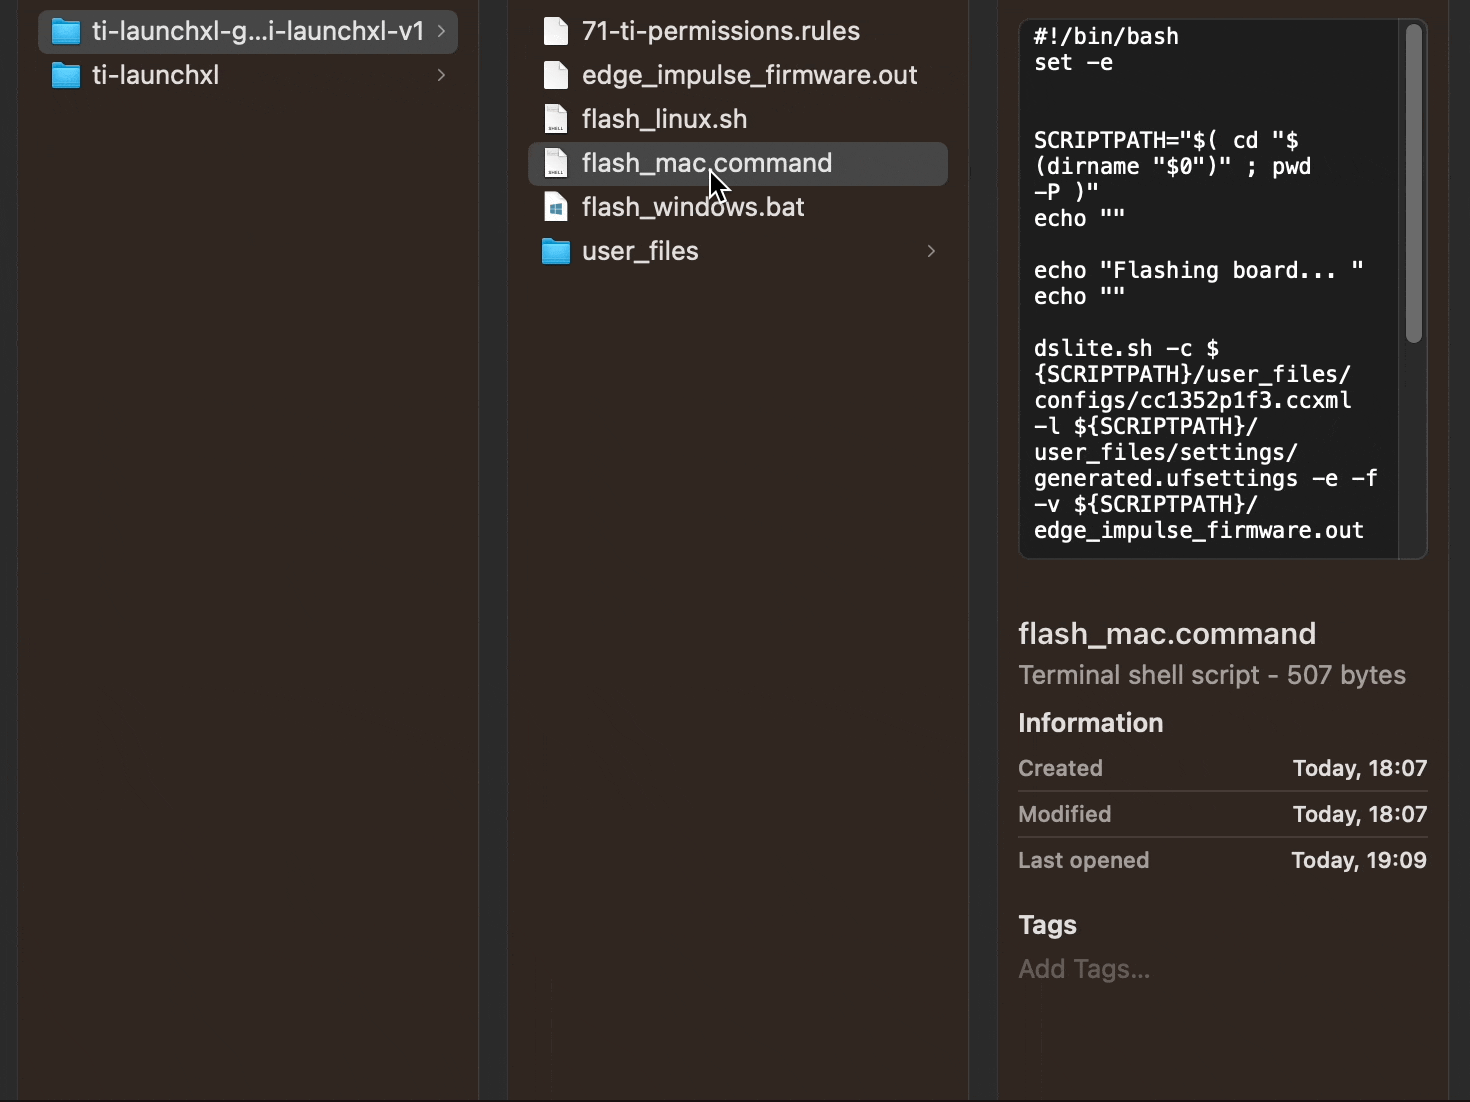 ti-launchxl-g...i-launchxl-v1
ti-launchxl
71-ti-permissions.rules
edge_impulse_firmware.out
flash_linux.sh
flash_mac.command
flash_windows.bat
user_files
#!/bin/bash
set -e
SCRIPTPATH="$( cd "$
(dirname "$0")" ; pwd
-P )"
echo ""
echo "Flashing board... "
echo ""
dslite.sh -c $
{SCRIPTPATH}/user_files/
configs/cc1352p1f3.ccxml
-l ${SCRIPTPATH}/
user_files/settings/
generated.ufsettings -e -f
-v ${SCRIPTPATH}/
edge_impulse_firmware.out
flash_mac.command
Terminal shell script - 507 bytes
Information
Created Today, 18:07
Modified Today, 18:07
Last opened Today, 19:09
Tags
Add Tags...